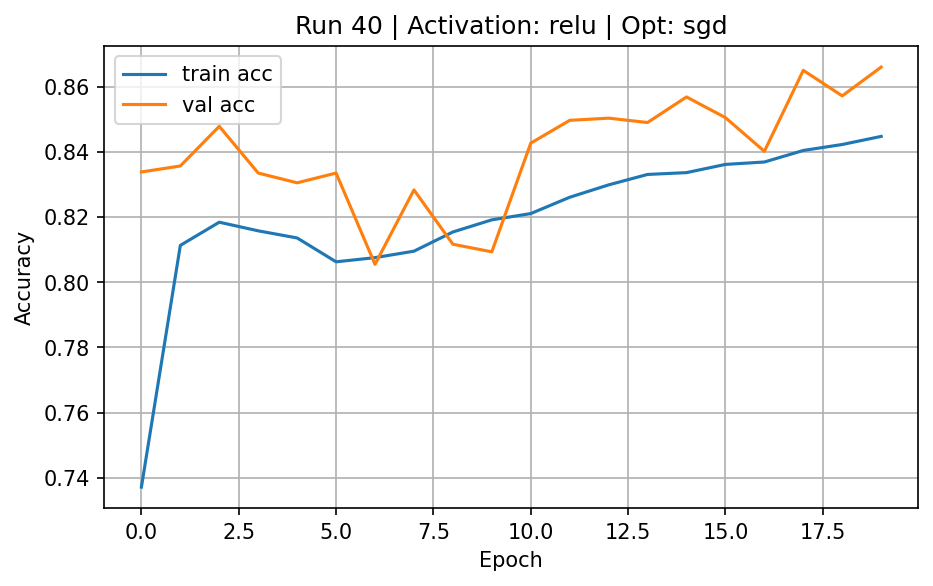 Run 40 | Activation: relu | Opt: sgd
train acc
val acc
0.86
0.84
0.82
0.80
0.78
0.76
0.74
Accuracy
0.0 2.5 5.0 7.5 10.0 12.5 15.0 17.5
Epoch